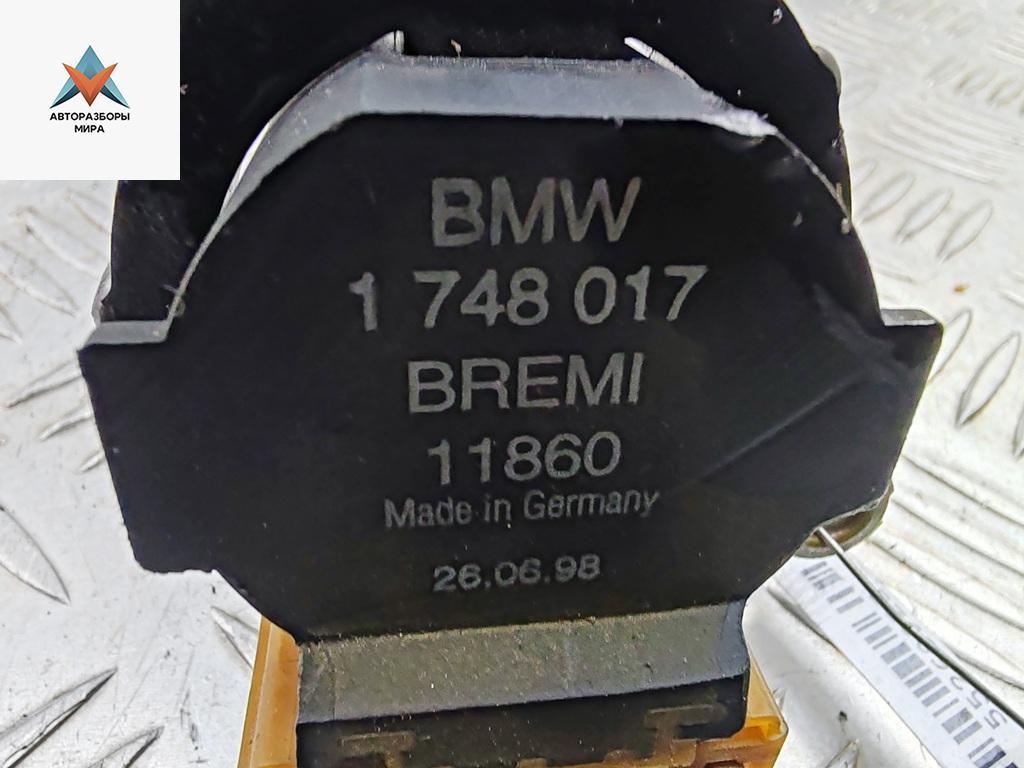 АВТОРАЗБОРЫ
МИРА
BMW
1 748 017
BREMI
11860
Made in Germany
26.06.98